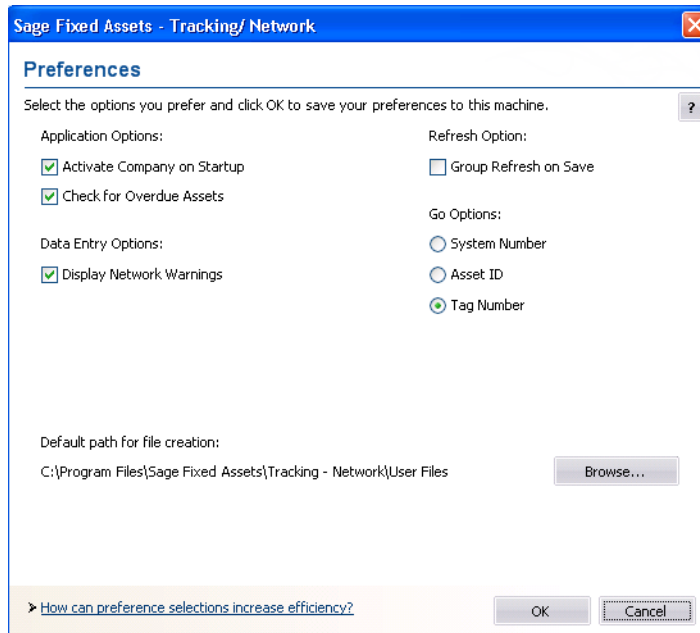 Sage Fixed Assets - Tracking/ Network
Preferences
Select the options you prefer and click OK to save your preferences to this machine.
?
Application Options:
Activate Company on Startup
Check for Overdue Assets
Data Entry Options:
Display Network Warnings
Refresh Option:
Group Refresh on Save
Go Options:
System Number
Asset ID
Tag Number
Default path for file creation:
C:\Program Files\Sage Fixed Assets\Tracking - Network\User Files
Browse...
How can preference selections increase efficiency?
OK
Cancel